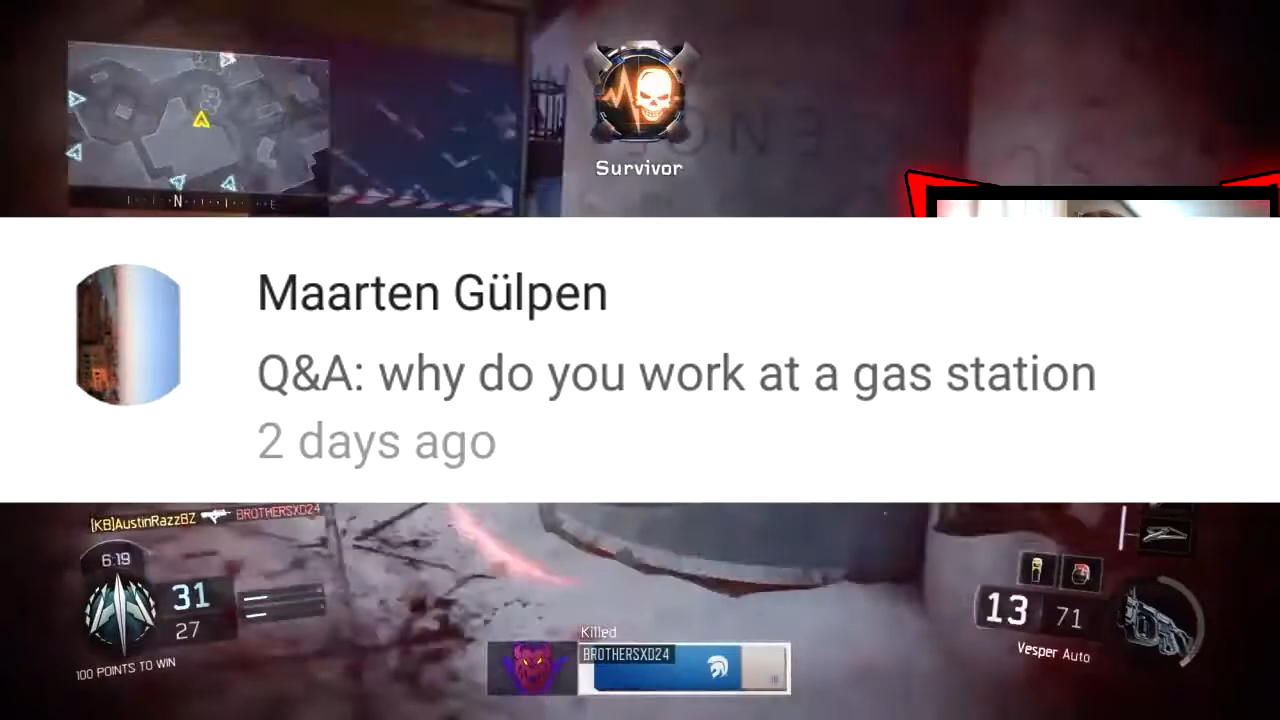 Survivor
N
E
Maarten Gülpen
Q&A: why do you work at a gas station
2 days ago
[KB]AustinRazzBZ BROTHERSXD24
6:19
31
27
100 POINTS TO WIN
Killed
BROTHERSXD24
13 71
Vesper Auto